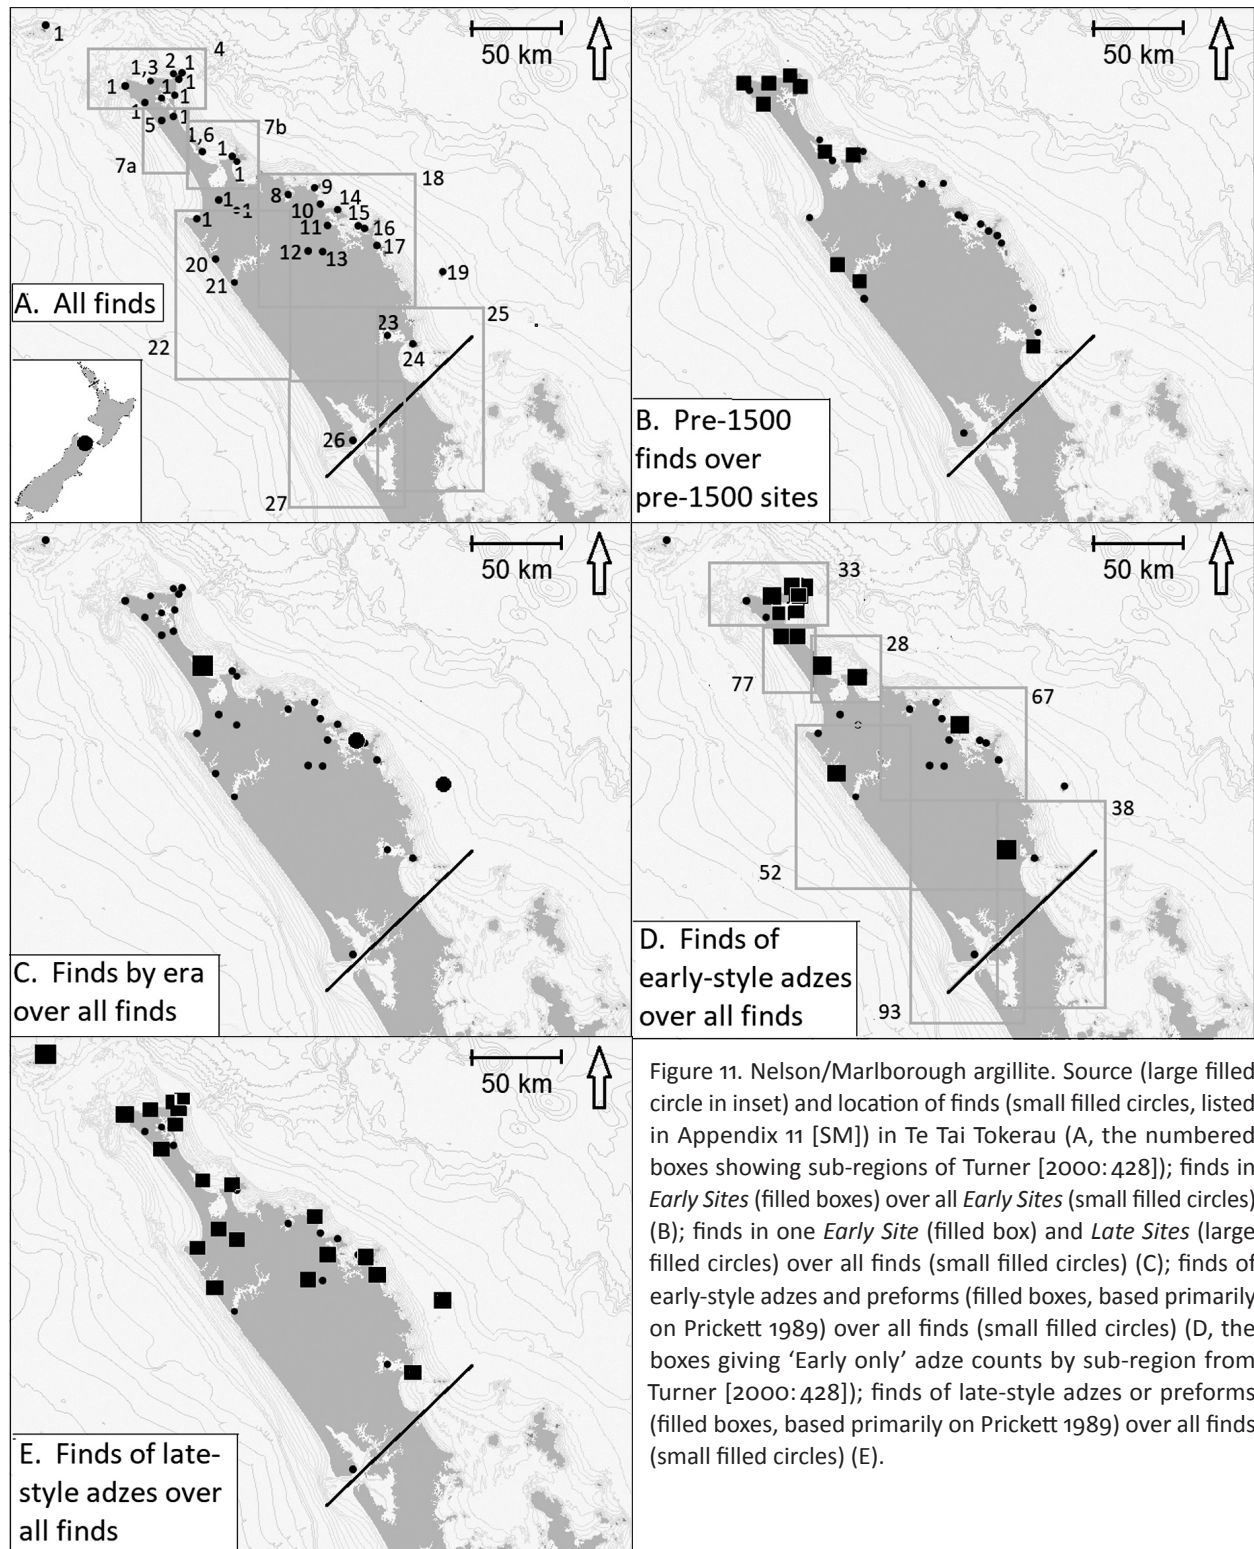 1
4
1,3
2
1
1
1
1
1
1
5
1
7a
1,6
7b
1
1
50 km
18
8
9
14
10
15
16
11
17
12
13
1
1
1
20
21
19
A. All finds
22
23
25
24
26
27
50 km
B. Pre-1500
finds over
pre-1500 sites
50 km
C. Finds by era
over all finds
50 km
33
28
77
67
38
52
93
D. Finds of
early-style adzes
over all finds
50 km
E. Finds of late-
style adzes over
all finds
Figure 11. Nelson/Marlborough argillite. Source (large filled
circle in inset) and location of finds (small filled circles, listed
in Appendix 11 [SM]) in Te Tai Tokerau (A, the numbered
boxes showing sub-regions of Turner [2000: 428]); finds in
Early Sites (filled boxes) over all Early Sites (small filled circles)
(B); finds in one Early Site (filled box) and Late Sites (large
filled circles) over all finds (small filled circles) (C); finds of
early-style adzes and preforms (filled boxes, based primarily
on Prickett 1989) over all finds (small filled circles) (D, the
boxes giving ‘Early only’ adze counts by sub-region from
Turner [2000: 428]); finds of late-style adzes or preforms
(filled boxes, based primarily on Prickett 1989) over all finds
(small filled circles) (E).